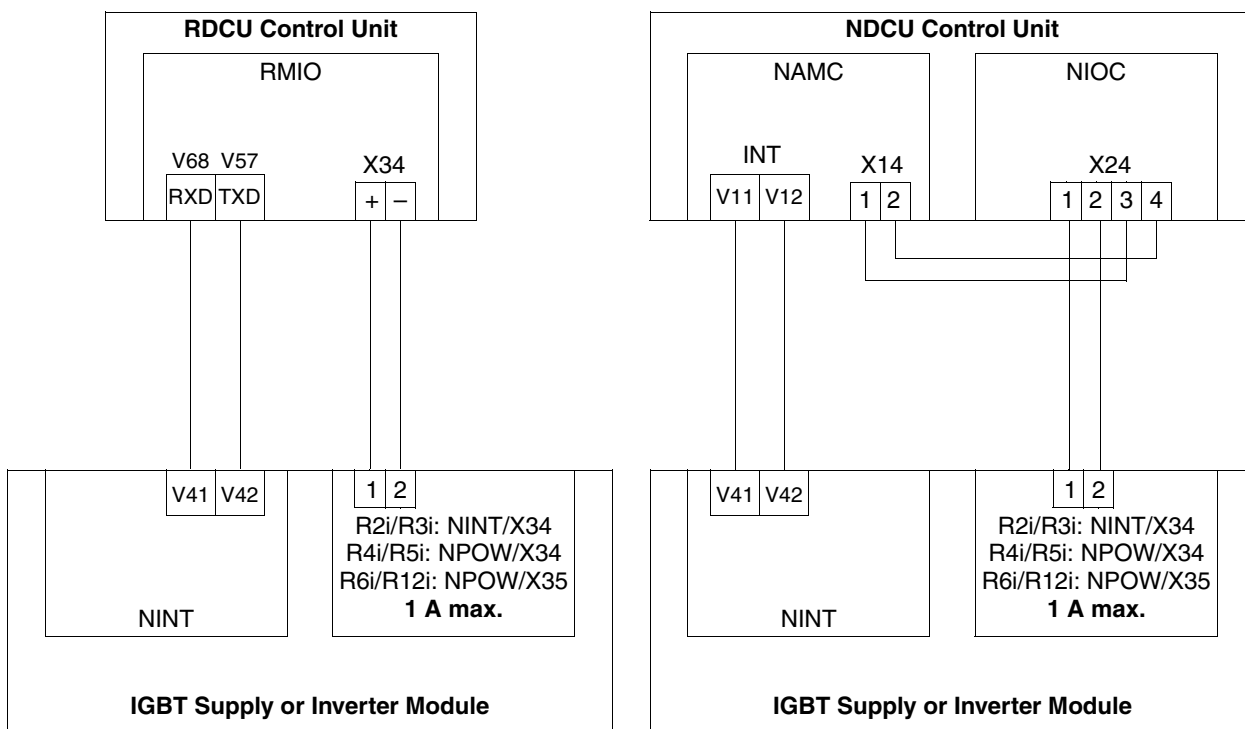 RDCU Control Unit
RMIO
V68 V57
X34
RXD TXD
+ –
NDCU Control Unit
NAMC
NIOC
INT
X14
X24
V11 V12
1 2
1 2 3 4
V41 V42
1 2
R2i/R3i: NINT/X34
R4i/R5i: NPOW/X34
R6i/R12i: NPOW/X35
1 A max.
NINT
IGBT Supply or Inverter Module
V41 V42
1 2
R2i/R3i: NINT/X34
R4i/R5i: NPOW/X34
R6i/R12i: NPOW/X35
1 A max.
NINT
IGBT Supply or Inverter Module